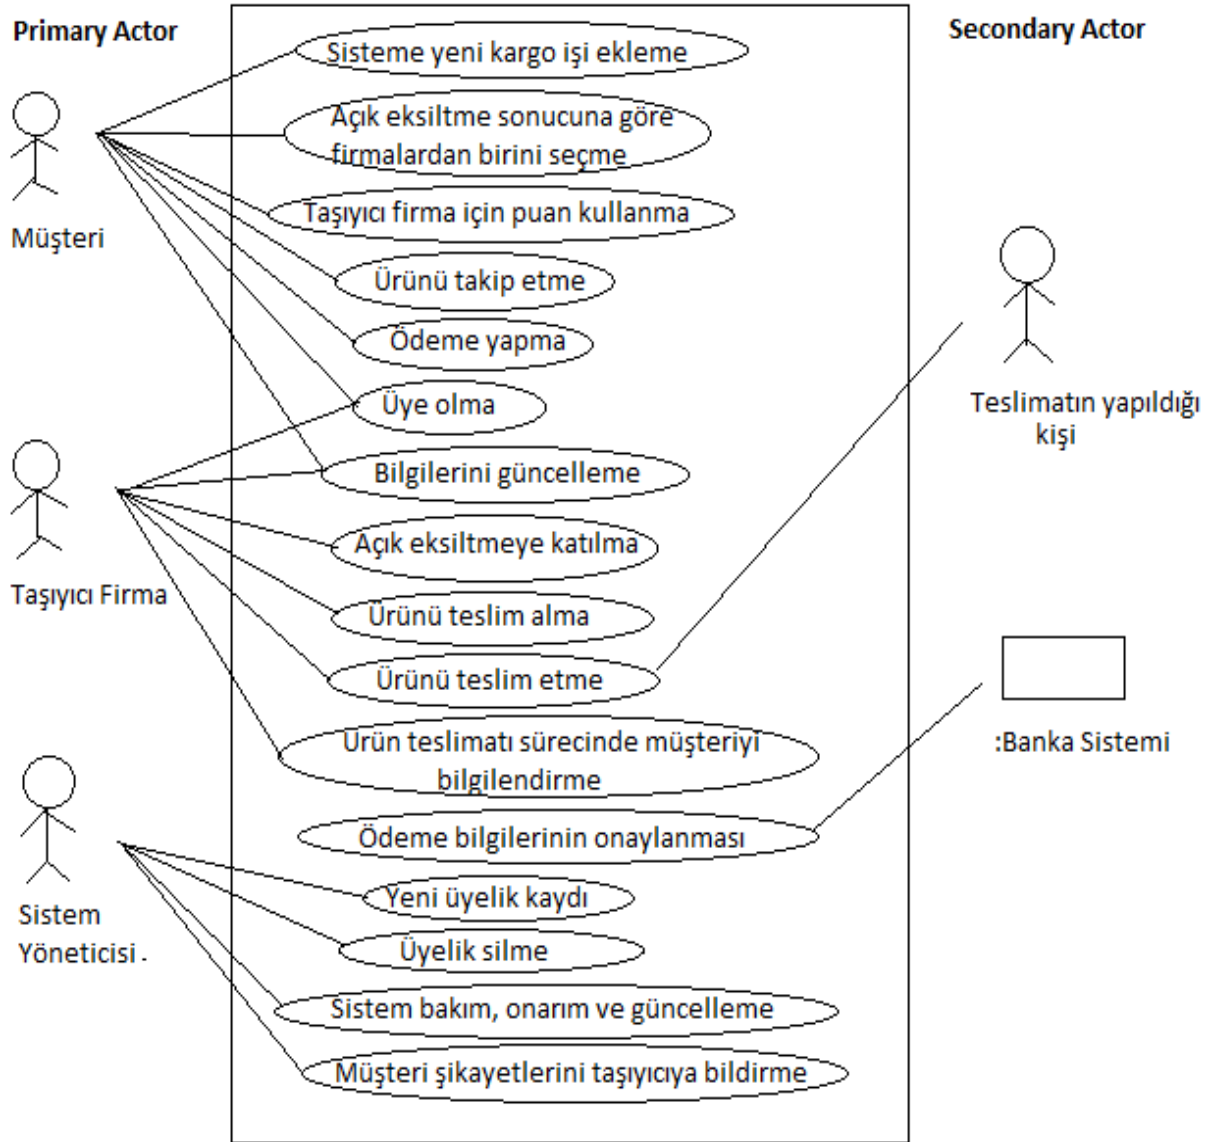 Primary Actor
Secondary Actor
Sisteme yeni kargo işi ekleme
Açık eksiltme sonucuna göre
firmalardan birini seçme
Taşıyıcı firma için puan kullanma
Müşteri
Ürünü takip etme
Ödeme yapma
Üye olma
Teslimatın yapıldığı
kişi
Bilgilerini güncelleme
Açık eksiltmeye katılma
Taşıyıcı Firma
Ürünü teslim alma
Ürünü teslim etme
Ürün teslimatı sürecinde müşteriyi
bilgilendirme
:Banka Sistemi
Ödeme bilgilerinin onaylanması
Yeni üyelik kaydı
Sistem
Yöneticisi .
Üyelik silme
Sistem bakım, onarım ve güncelleme
Müşteri şikayetlerini taşıyıcıya bildirme